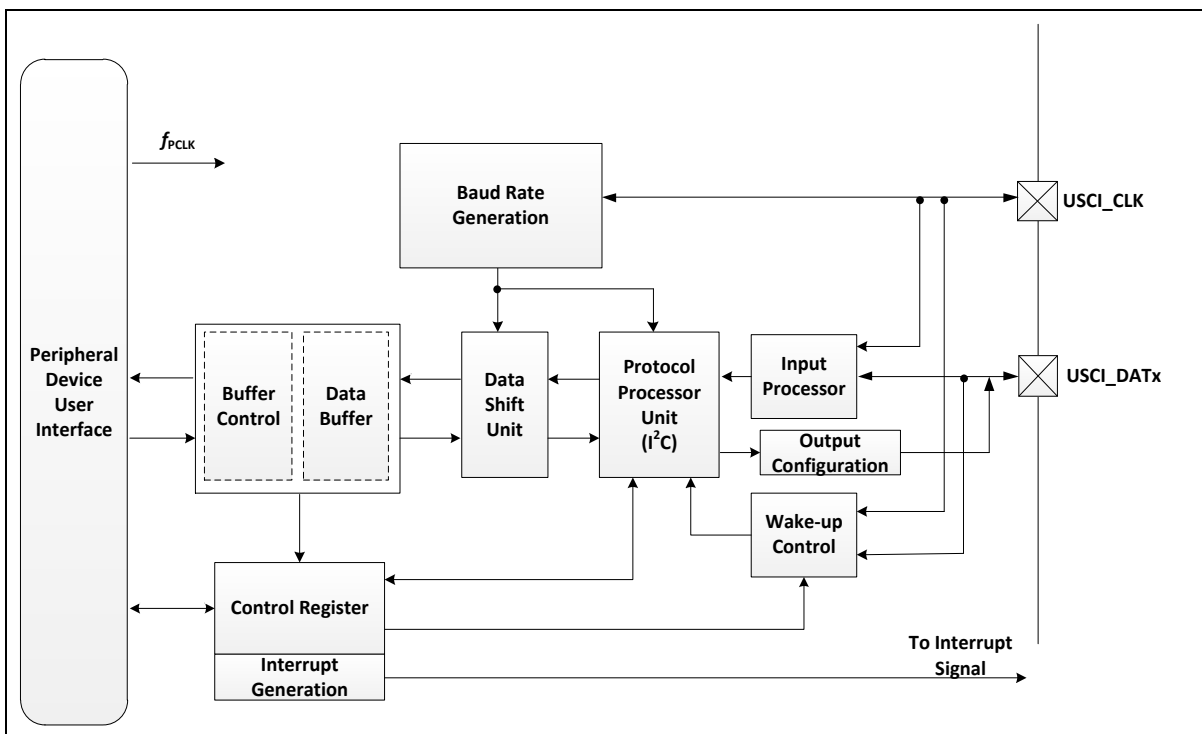 fPCLK
Baud Rate
Generation
USCI_CLK
Peripheral
Device
User
Interface
Buffer
Control
Data
Buffer
Data
Shift
Unit
Protocol
Processor
Unit
(I²C)
Input
Processor
USCI_DATx
Output
Configuration
Wake-up
Control
Control Register
Interrupt
Generation
To Interrupt
Signal